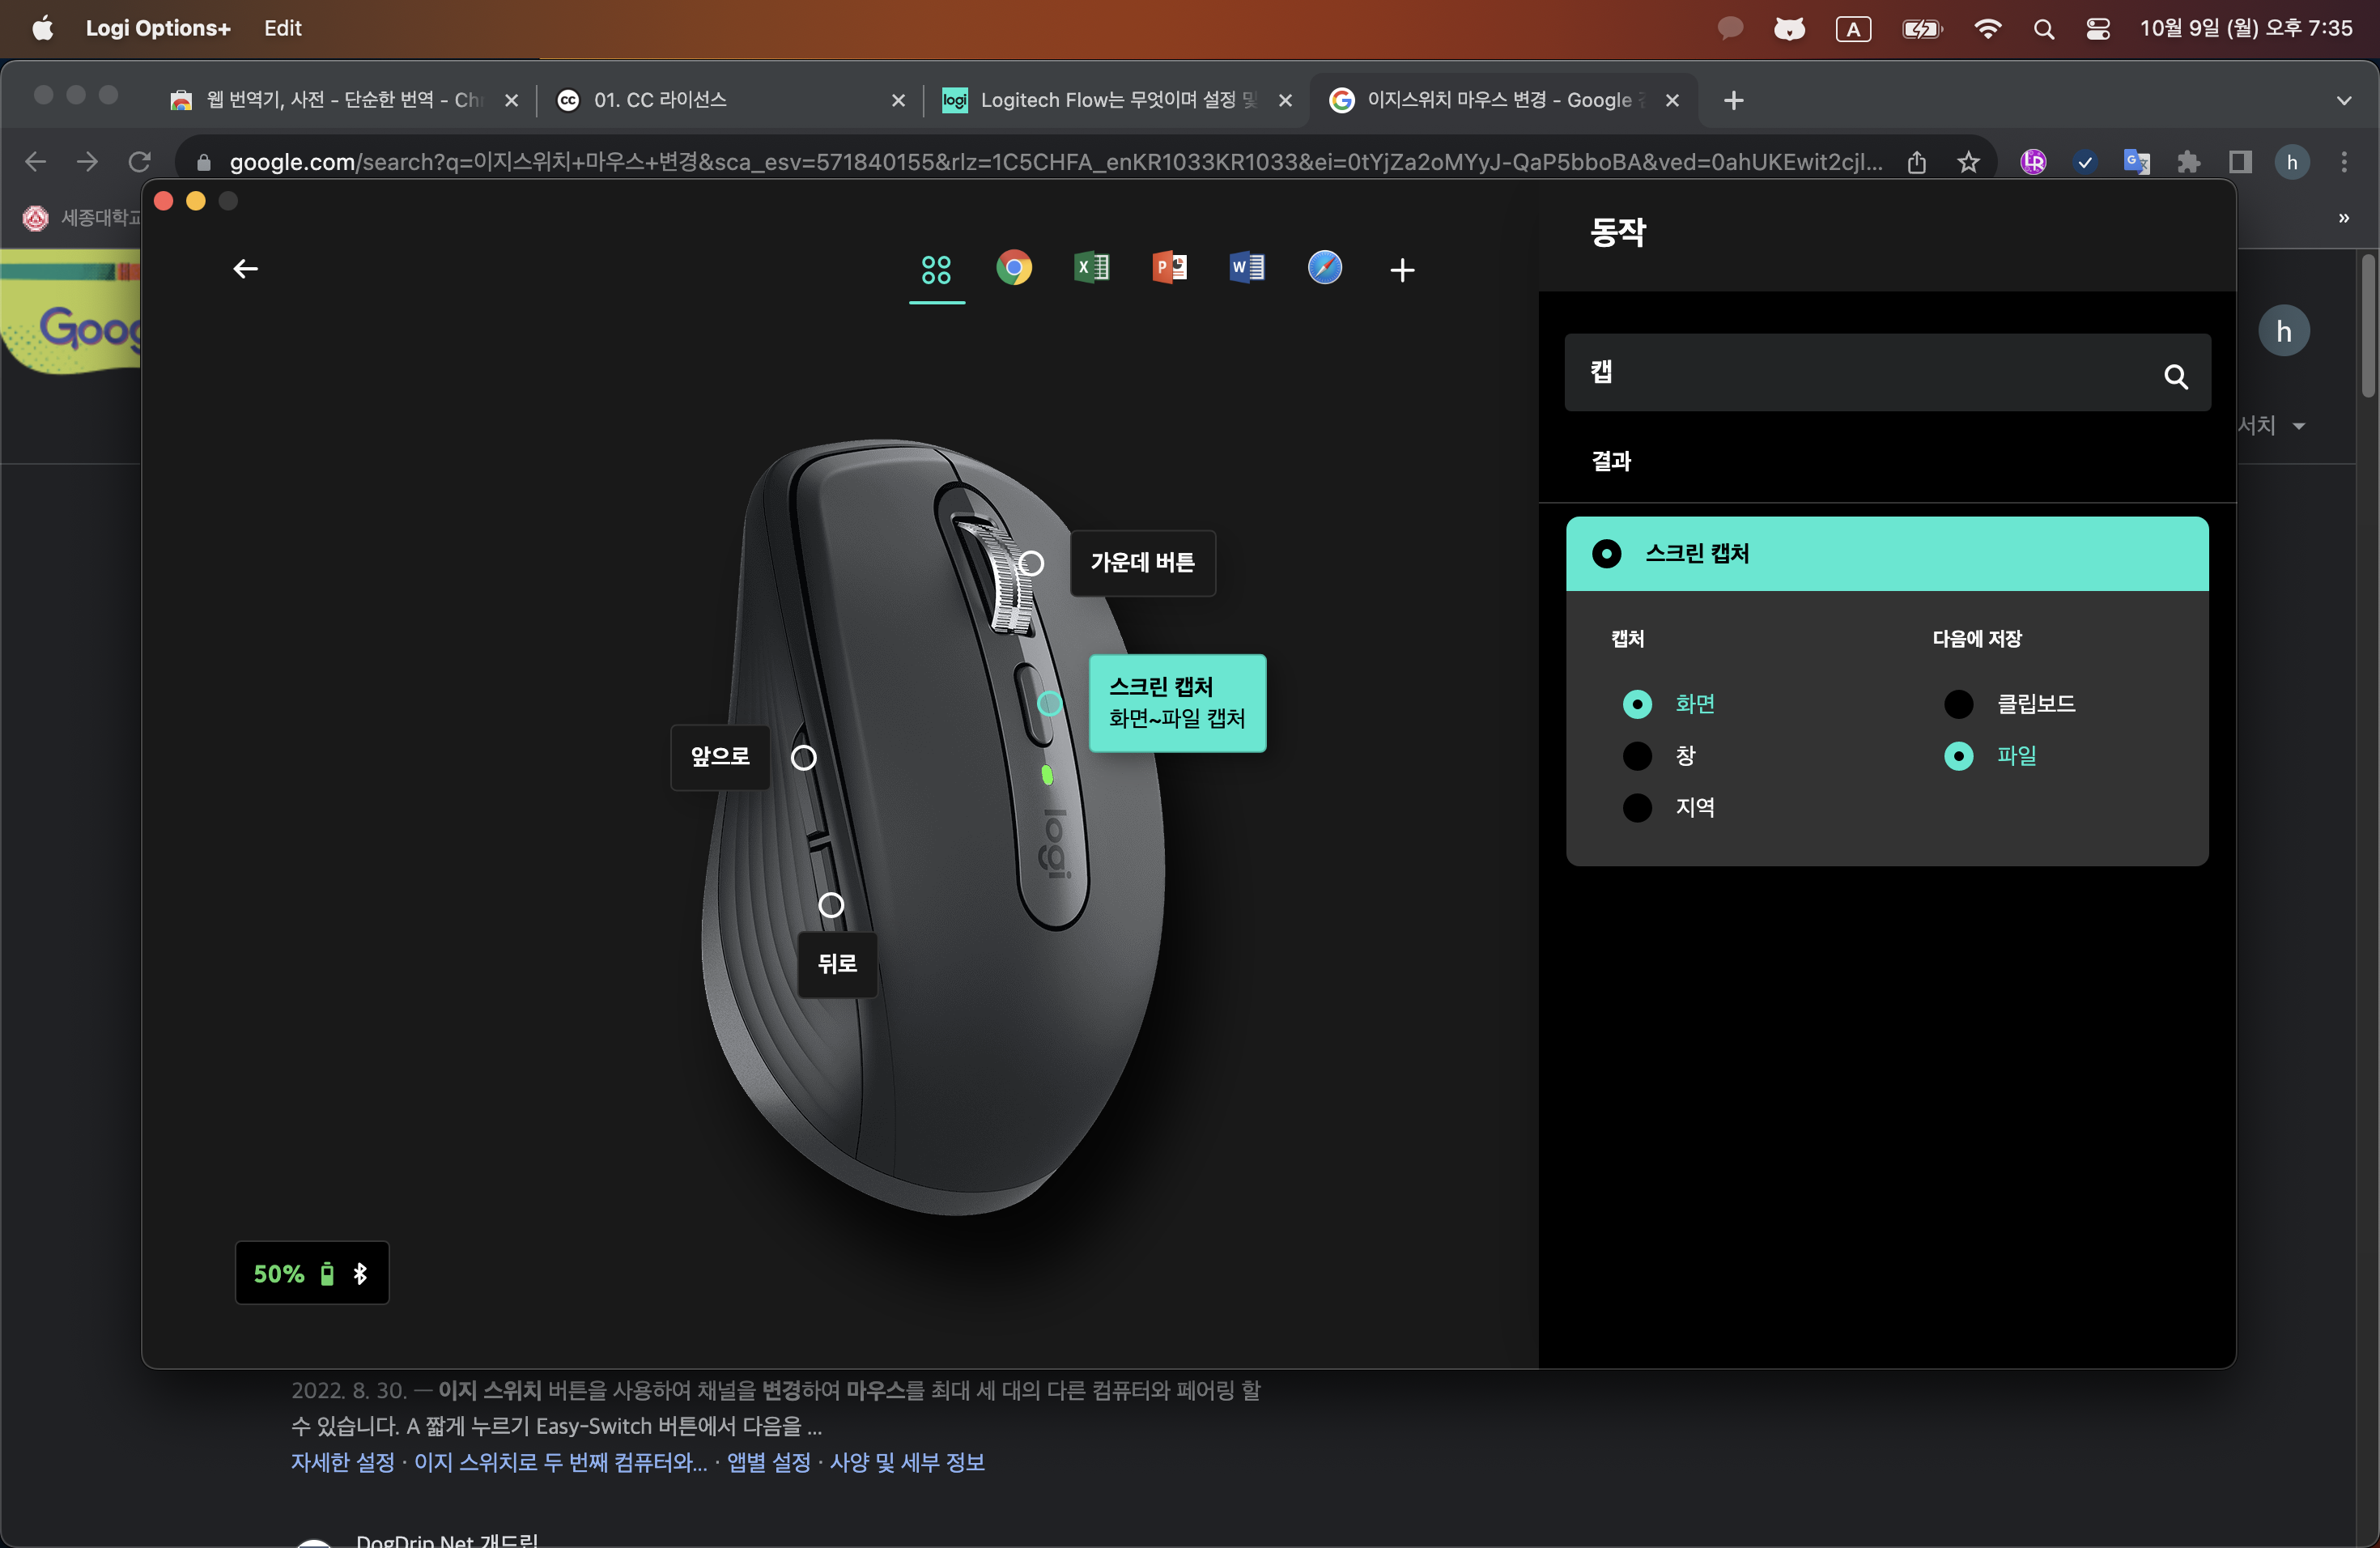 Logi Options+ Edit
A
10월 9일 (월) 오후 7:35
웹 번역기, 사전 - 단순한 번역 - Chr
cc 01. CC 라이선스
logi Logitech Flow는 무엇이며 설정 및
이지스위치 마우스 변경 - Google
google.com/search?q=이지스위치+마우스+변경&sca_esv=571840155&rlz=1C5CHFA_enKR1033KR1033&ei=0tYjZa2oMYyJ-QaP5bboBA&ved=0ahUKEwit2cjl...
LR
G
h
세종대학교
»
Goog
h
서치
X
P
W
동작
캡
결과
스크린 캡처
캡처
다음에 저장
화면
클립보드
창
파일
지역
가운데 버튼
스크린 캡처
화면~파일 캡처
앞으로
logi
뒤로
50%
2022. 8. 30. — 이지 스위치 버튼을 사용하여 채널을 변경하여 마우스를 최대 세 대의 다른 컴퓨터와 페어링 할
수 있습니다. A 짧게 누르기 Easy-Switch 버튼에서 다음을 ...
자세한 설정 · 이지 스위치로 두 번째 컴퓨터와... · 앱별 설정 · 사양 및 세부 정보
DogDrip.Net 개드립